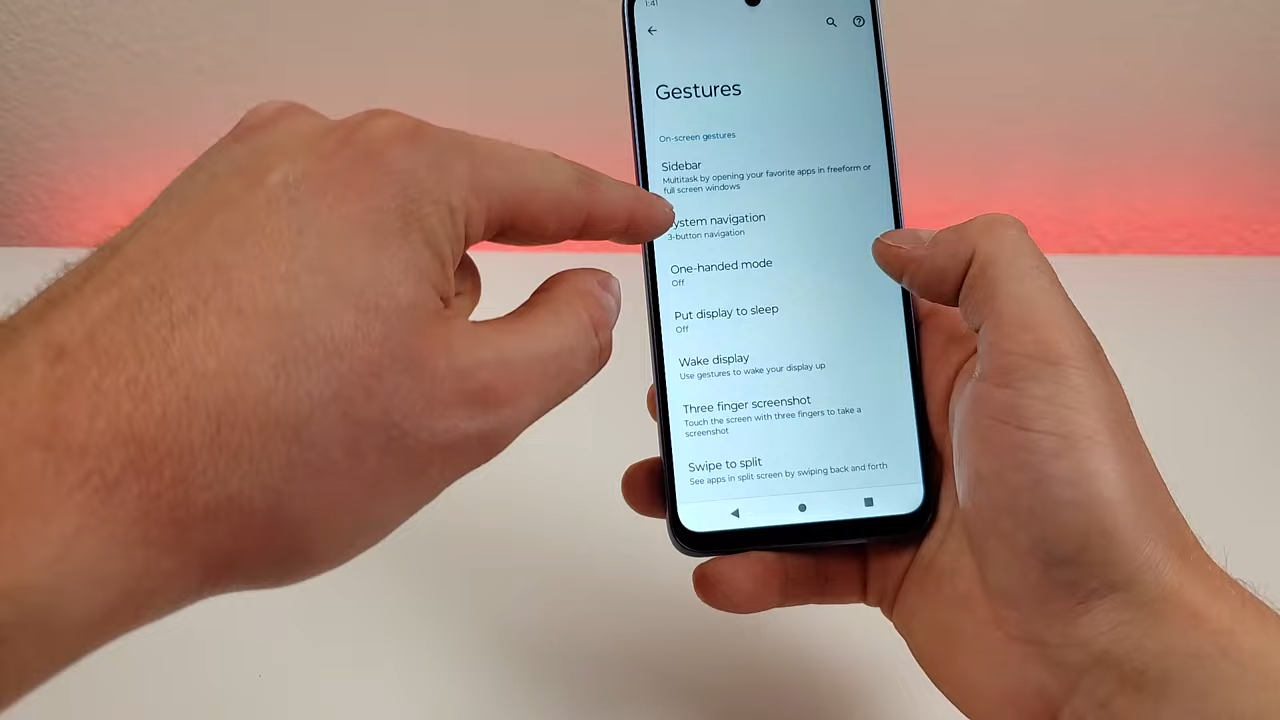 1:41
Gestures
On-screen gestures
Sidebar
Multitask by opening your favorite apps in freeform or
full screen windows
ystem navigation
3-button navigation
One-handed mode
Off
Put display to sleep
Off
Wake display
Use gestures to wake your display up
Three finger screenshot
Touch the screen with three fingers to take a
screenshot
Swipe to split
See apps in split screen by swiping back and forth